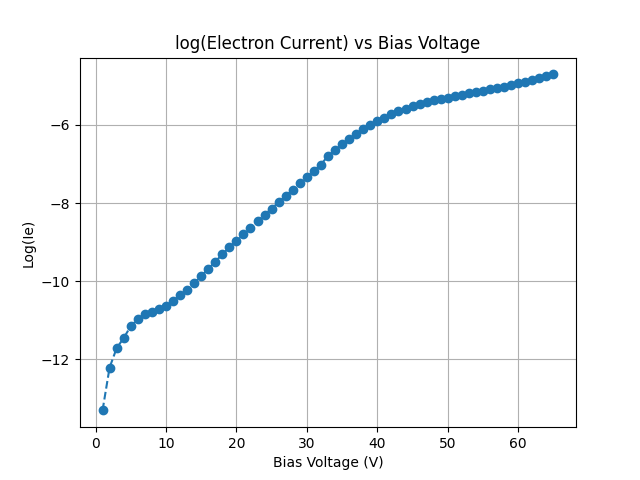 log(Electron Current) vs Bias Voltage
−6
−8
−10
−12
Log(Ie)
0 10 20 30 40 50 60
Bias Voltage (V)